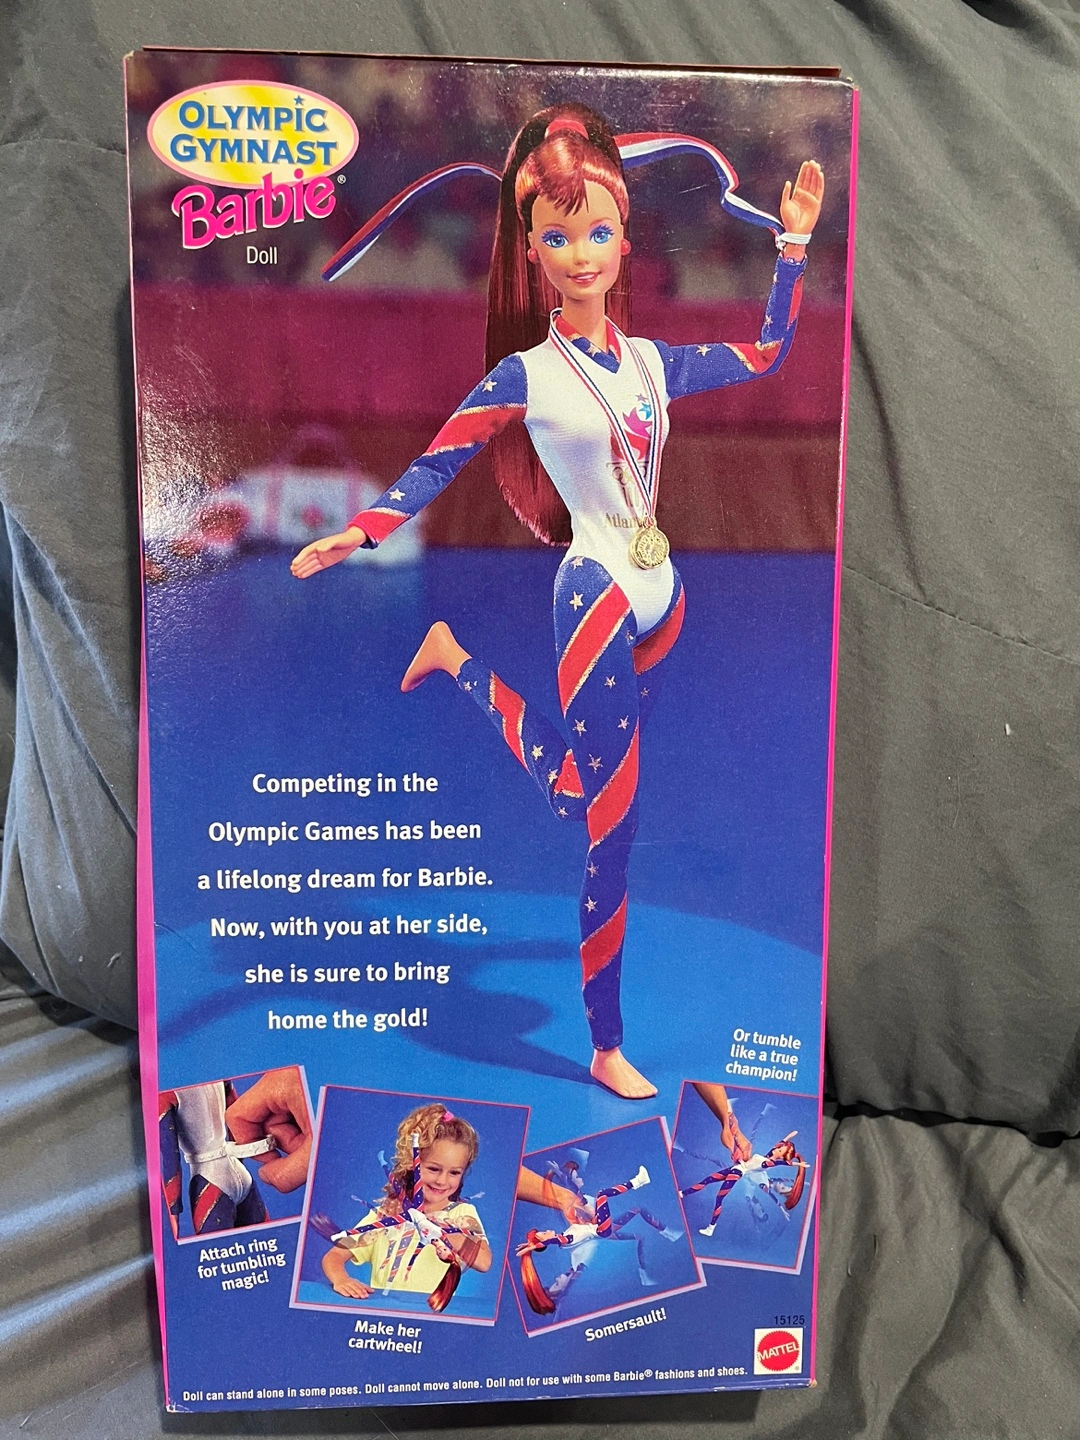 OLYMPIC
GYMNAST
Barbie®
Doll
Atlan
Competing in the
Olympic Games has been
a lifelong dream for Barbie.
Now, with you at her side,
she is sure to bring
home the gold!
Or tumble
like a true
champion!
Attach ring
for tumbling
magic!
Make her
cartwheel!
Somersault!
15125
MATTEL
Doll can stand alone in some poses. Doll cannot move alone. Doll not for use with some Barbie® fashions and shoes.